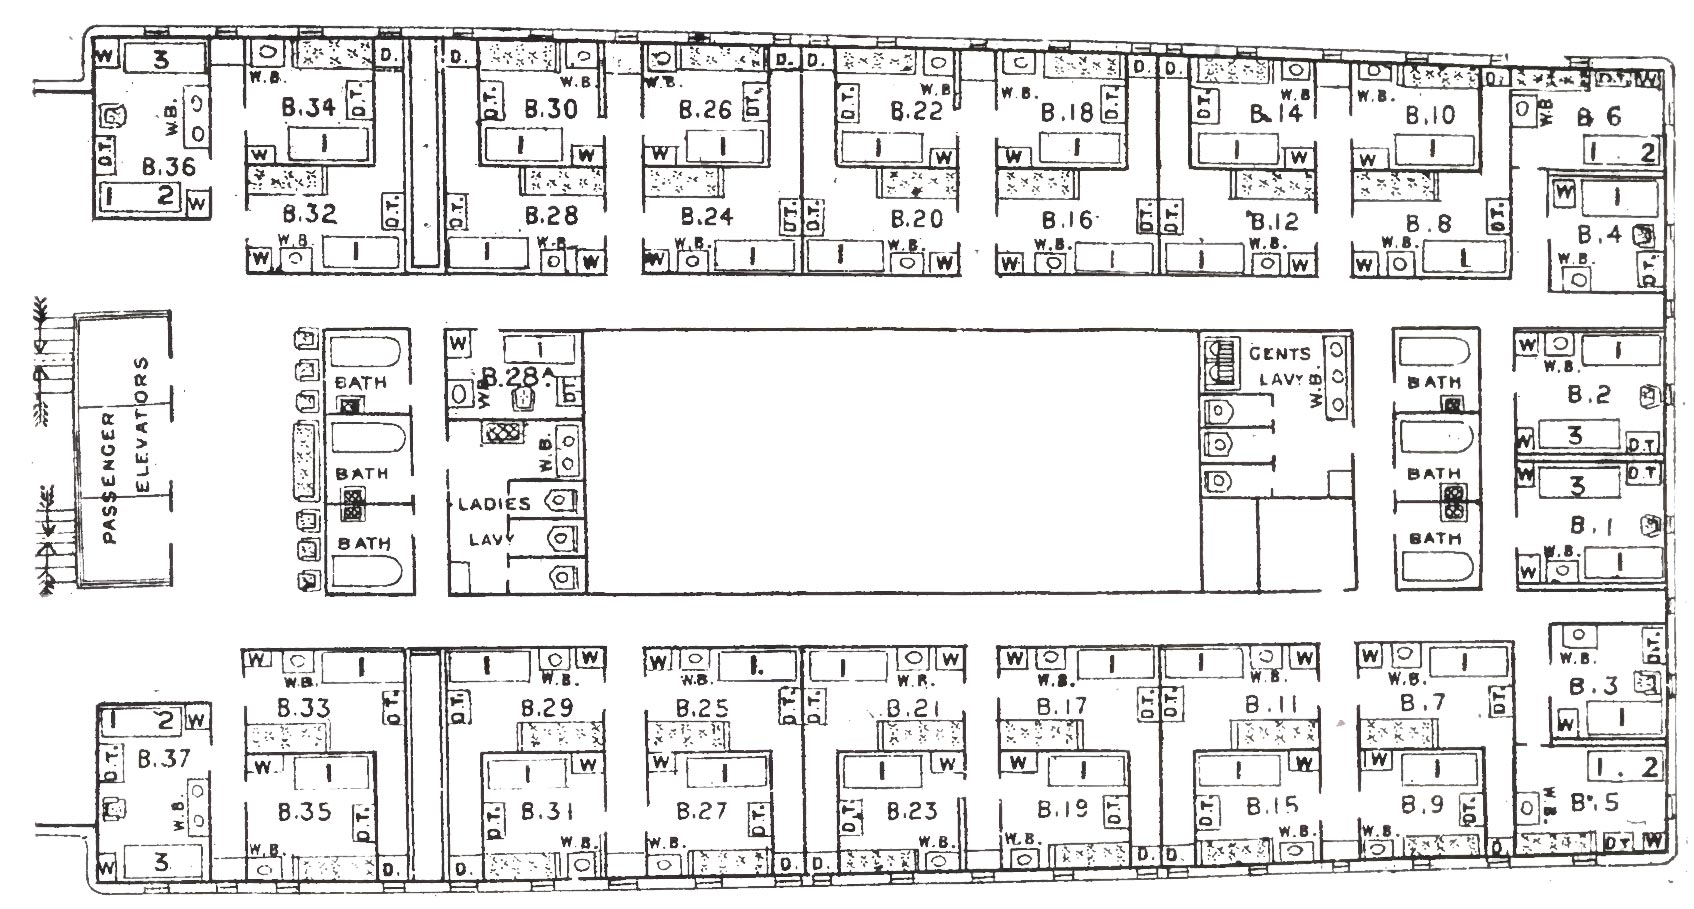 W 3 W.B. D. D. W.B. W.B. D. D. W.B. W.B. D. D. W.B. W.B. D. D.T. W
B.34 D.T. D.T. B.30 B.26 D.T. D.T. B.22 B.18 D.T. D.T. B.14 B.10 W.B. B.6
W.B. D.T. B.36 W 1 1 W W 1 1 W W 1 1 W W 1 1 2
1 2 W B.32 D.T. D.T. B.28 B.24 D.T. D.T. B.20 B.16 D.T. D.T. B.12 B.8 D.T. W 1
W.B. W.B. W.B. W.B. W.B. W.B. W.B. B.4
W 1 1 W W 1 1 W W 1 1 W W 1 W.B. D.T.
W 1 GENTS W 1
BATH W.B. B.28A D.T. LAVY W.B. BATH W.B. B.2
PASSENGER
ELEVATORS
W.B. W 3 D.T.
BATH BATH W 3 D.T.
LADIES
B.1
BATH LAVY BATH W.B.
W 1
W 1 1 W W 1. 1 W W 1 1 W W 1 W.B. D.T.
W.B. W.B. W.B. W.B. W.B. W.B. W.B. B.3
B.33 D.T. D.T. B.29 B.25 D.T. D.T. B.21 B.17 D.T. D.T. B.11 B.7 D.T.
1 2 W W 1
D.T. B.37 W 1 1 W W 1 1 W W 1 1 W W 1 1. 2
W.B. B.35 D.T. D.T. B.31 B.27 D.T. D.T. B.23 B.19 D.T. D.T. B.15 B.9 D.T. W.B. B.5
W 3 W.B. D. D. W.B. W.B. D. D. W.B. W.B. D. D. W.B. W.B. D. D.T. W